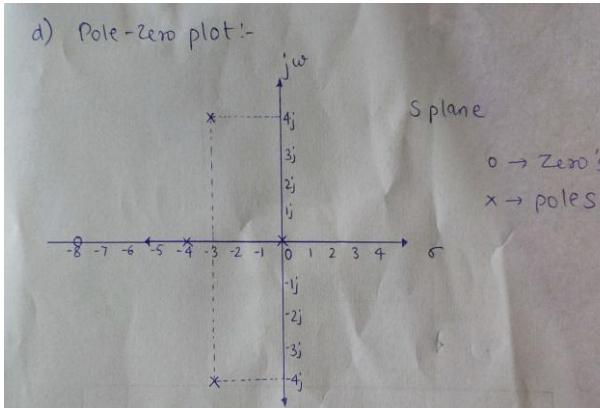 d) Pole-Zero plot:-
jω
4j
S plane
3j
o → Zero's
2j
x → poles
1j
-8 -7 -6 -5 -4 -3 -2 -1 0 1 2 3 4 σ
-1j
-2j
-3j
-4j